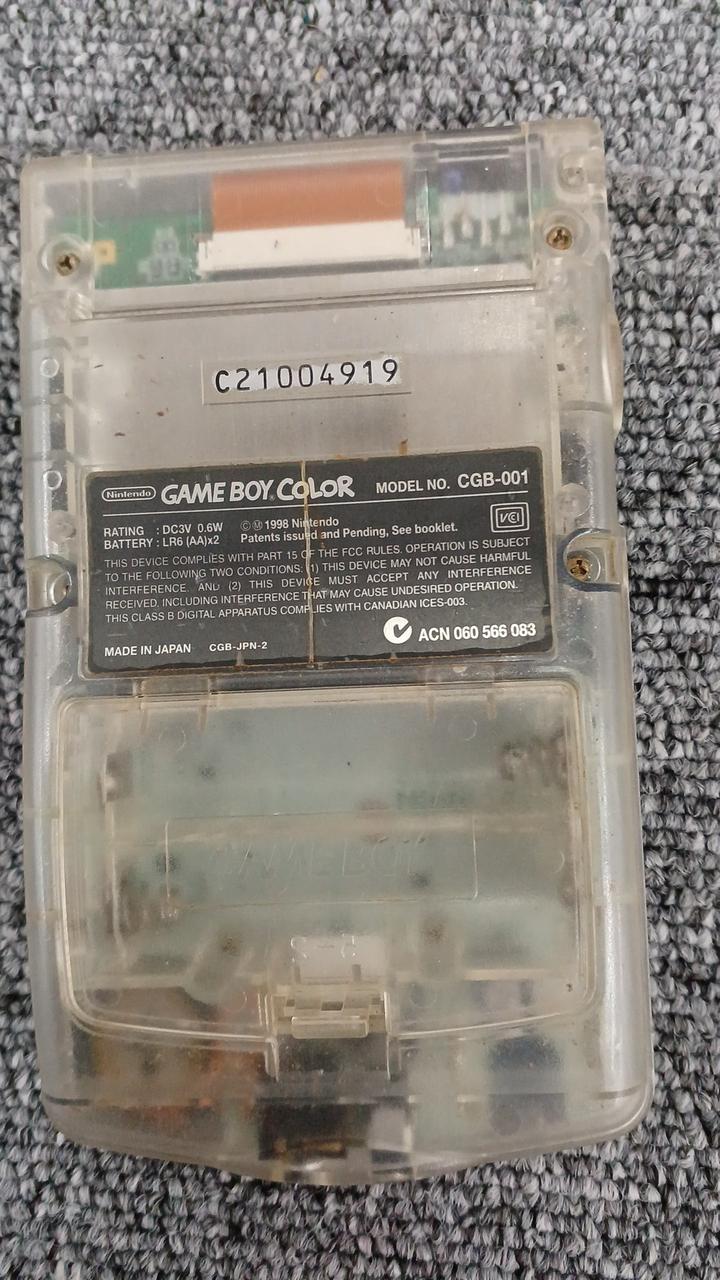 C21004919
Nintendo GAME BOY COLOR MODEL NO. CGB-001
RATING : DC3V 0.6W © Ⓜ 1998 Nintendo
BATTERY : LR6 (AA)x2 Patents issued and Pending, See booklet.
VCI
THIS DEVICE COMPLIES WITH PART 15 OF THE FCC RULES. OPERATION IS SUBJECT
TO THE FOLLOWING TWO CONDITIONS. (1) THIS DEVICE MAY NOT CAUSE HARMFUL
INTERFERENCE. AND (2) THIS DEVICE MUST ACCEPT ANY INTERFERENCE
RECEIVED, INCLUDING INTERFERENCE THAT MAY CAUSE UNDESIRED OPERATION.
THIS CLASS B DIGITAL APPARATUS COMPLIES WITH CANADIAN ICES-003.
ACN 060 566 083
MADE IN JAPAN CGB-JPN-2
GAME BOY